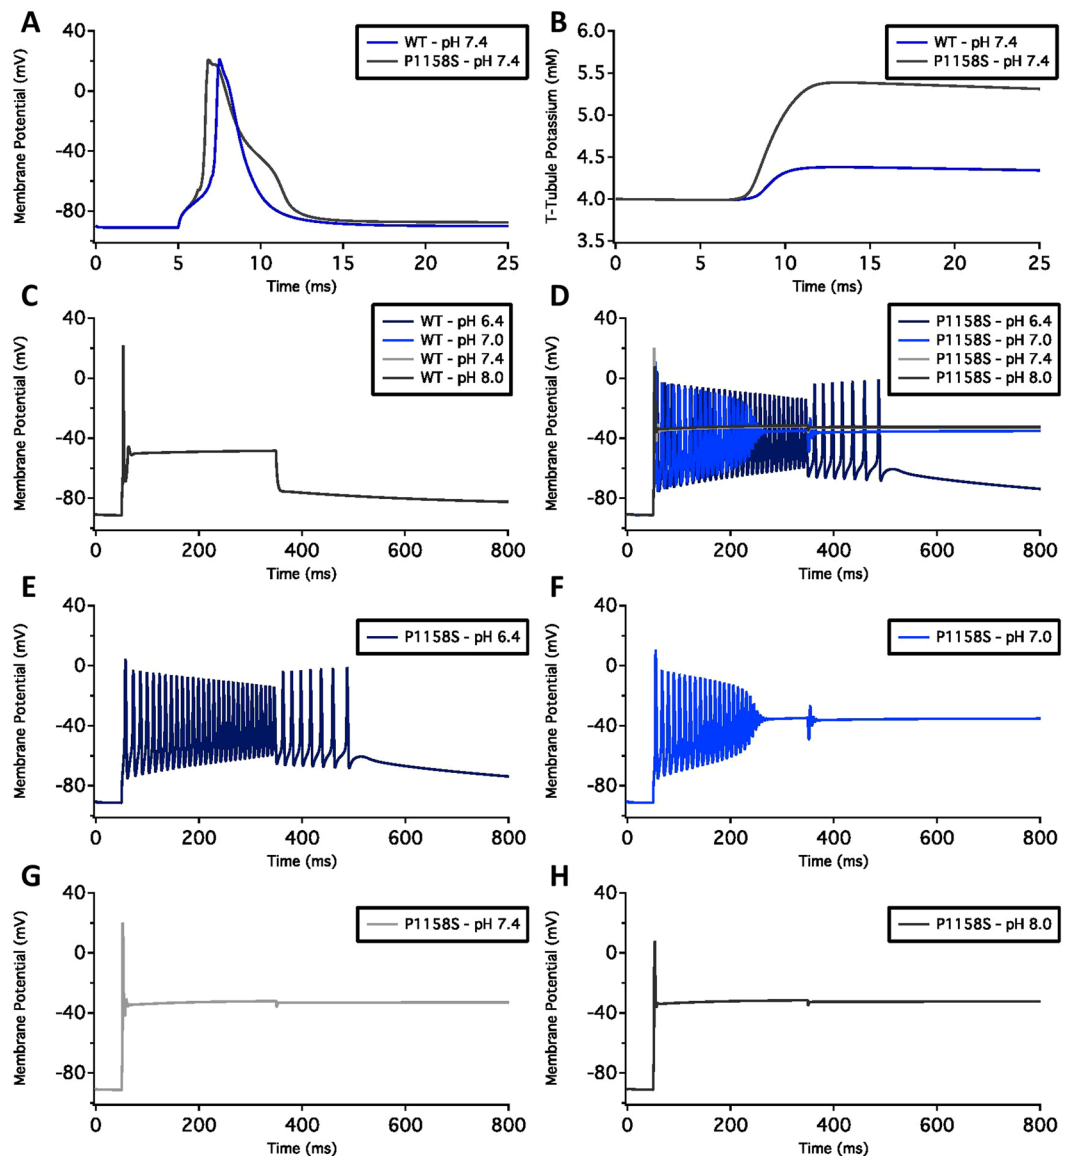 A
Membrane Potential (mV)
40
0
-40
-80
WT - pH 7.4
P1158S - pH 7.4
0 5 10 15 20 25
Time (ms)
B
T-Tubule Potassium (mM)
6.0
5.5
5.0
4.5
4.0
3.5
WT - pH 7.4
P1158S - pH 7.4
0 5 10 15 20 25
Time (ms)
C
Membrane Potential (mV)
40
0
-40
-80
WT - pH 6.4
WT - pH 7.0
WT - pH 7.4
WT - pH 8.0
0 200 400 600 800
Time (ms)
D
Membrane Potential (mV)
40
0
-40
-80
P1158S - pH 6.4
P1158S - pH 7.0
P1158S - pH 7.4
P1158S - pH 8.0
0 200 400 600 800
Time (ms)
E
Membrane Potential (mV)
40
0
-40
-80
P1158S - pH 6.4
0 200 400 600 800
Time (ms)
F
Membrane Potential (mV)
40
0
-40
-80
P1158S - pH 7.0
0 200 400 600 800
Time (ms)
G
Membrane Potential (mV)
40
0
-40
-80
P1158S - pH 7.4
0 200 400 600 800
Time (ms)
H
Membrane Potential (mV)
40
0
-40
-80
P1158S - pH 8.0
0 200 400 600 800
Time (ms)